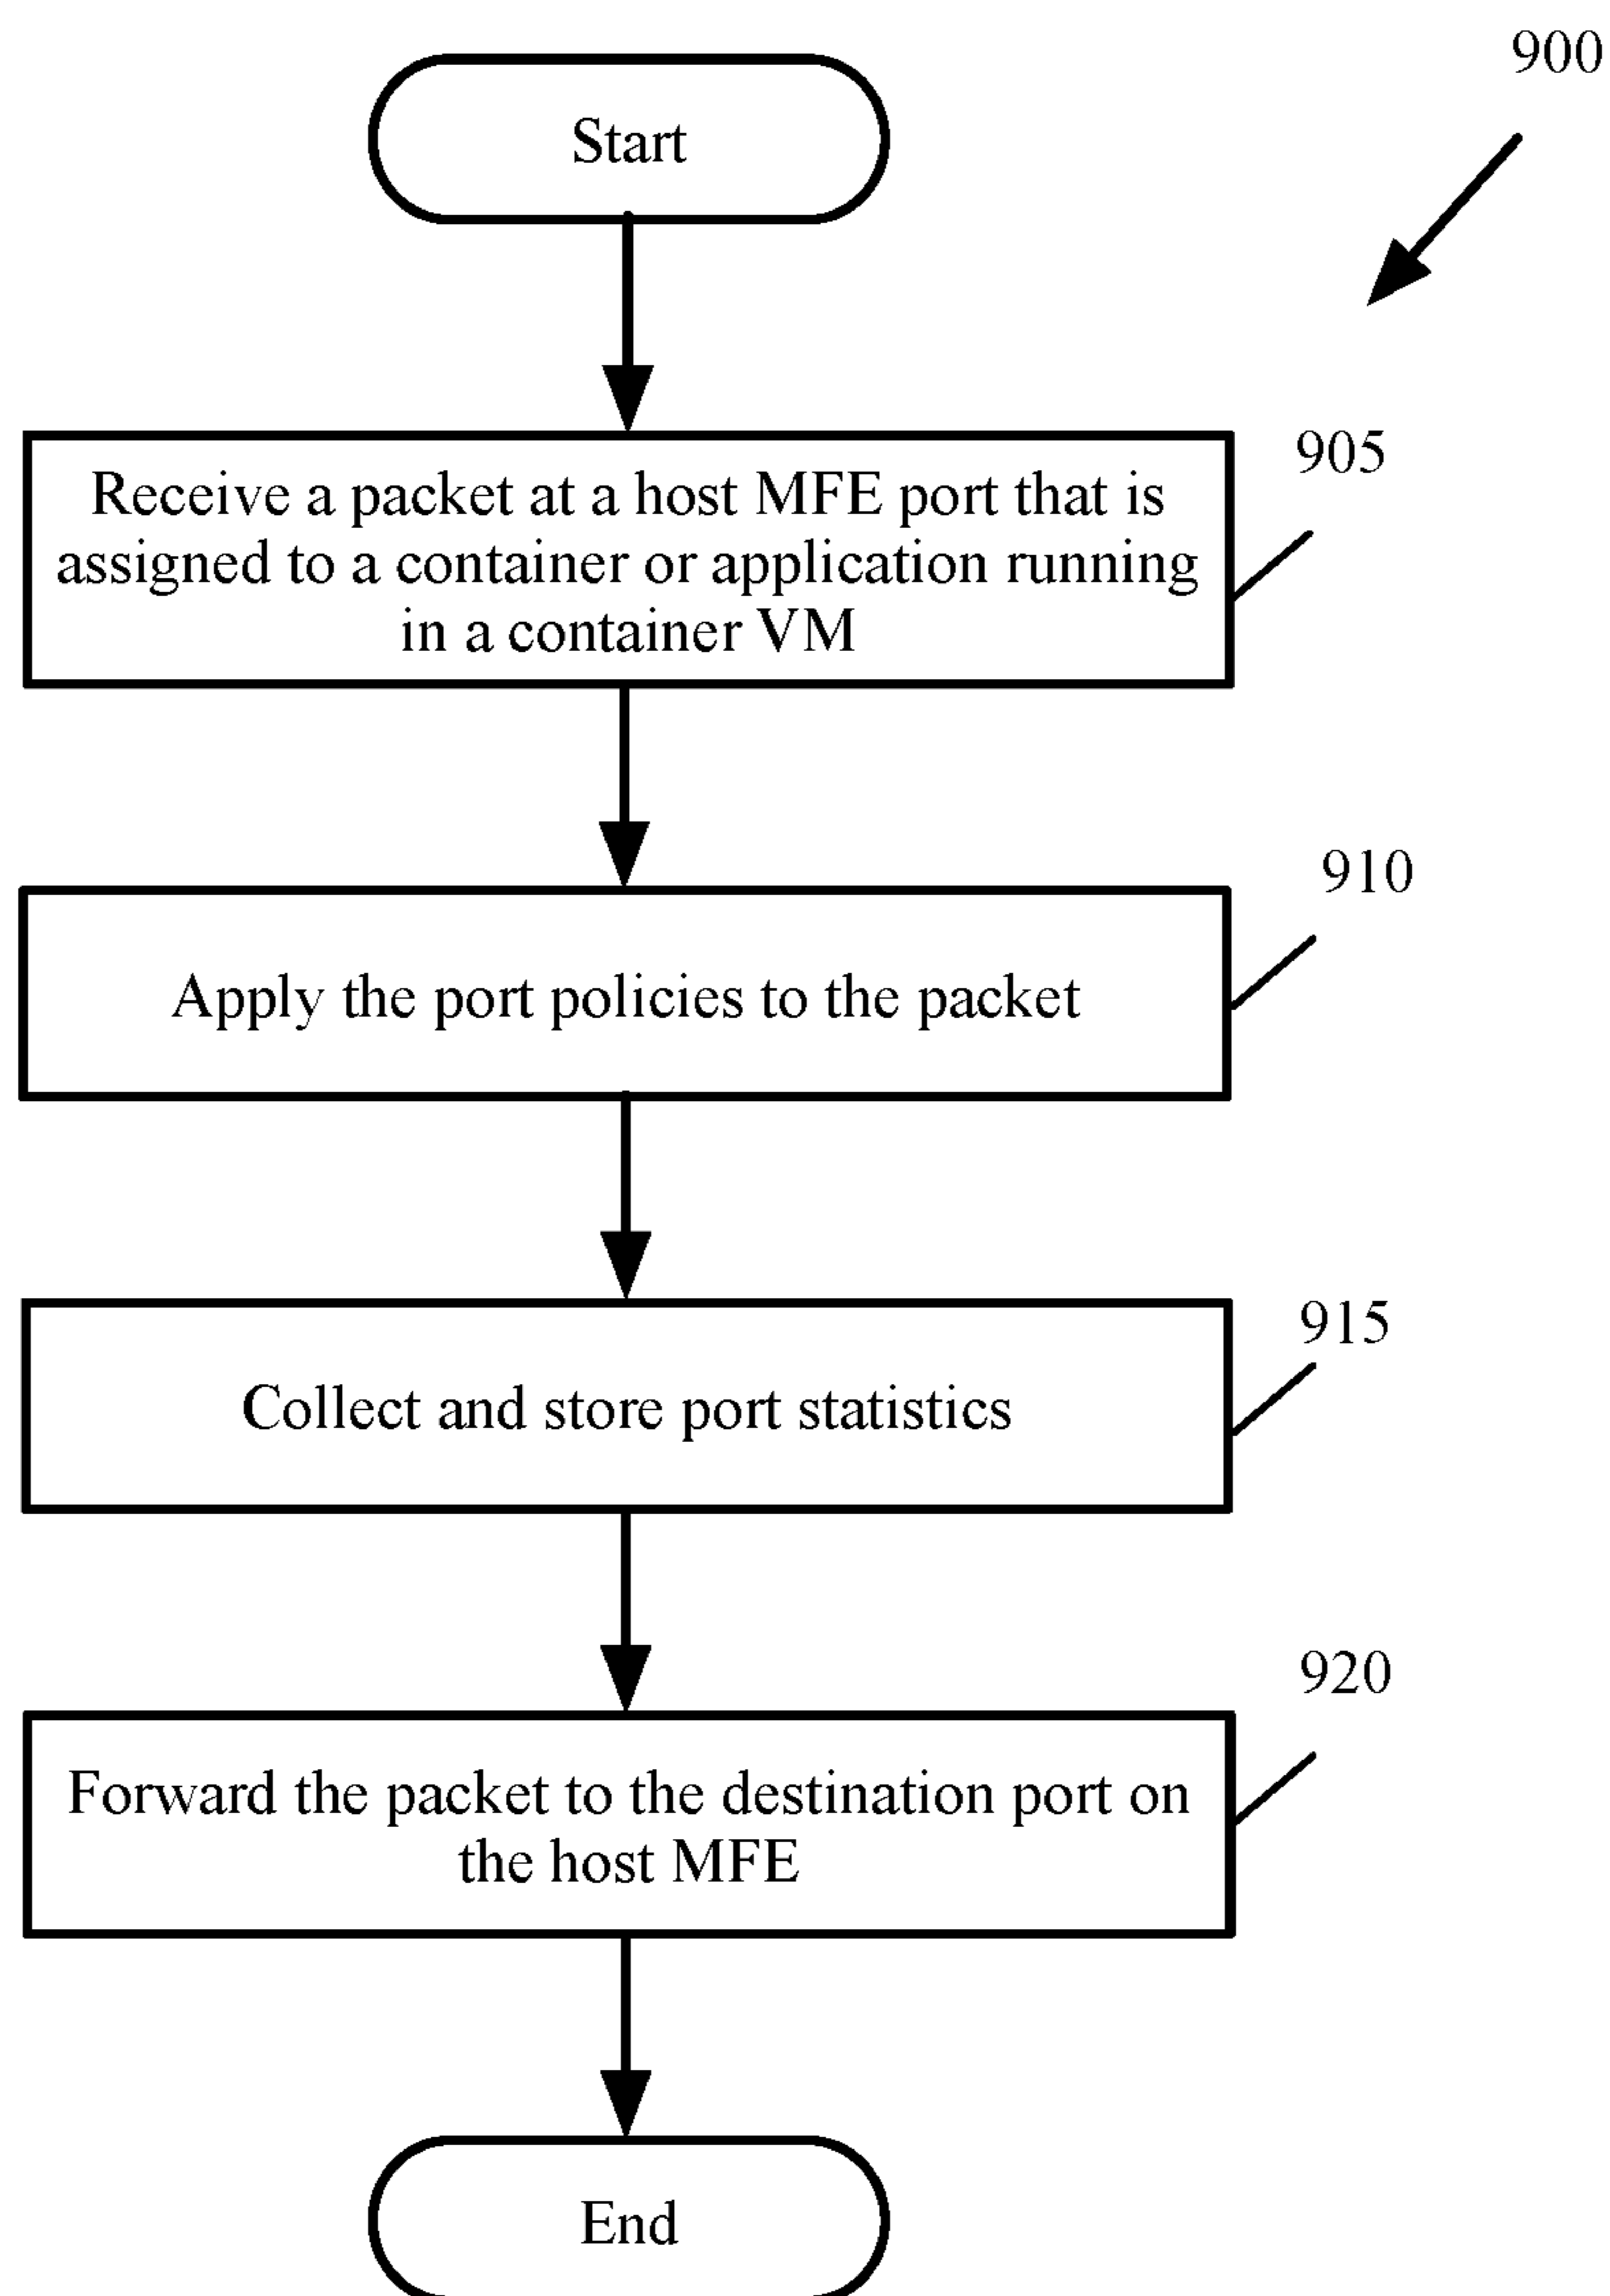 900
Start
905
Receive a packet at a host MFE port that is
assigned to a container or application running
in a container VM
910
Apply the port policies to the packet
915
Collect and store port statistics
920
Forward the packet to the destination port on
the host MFE
End